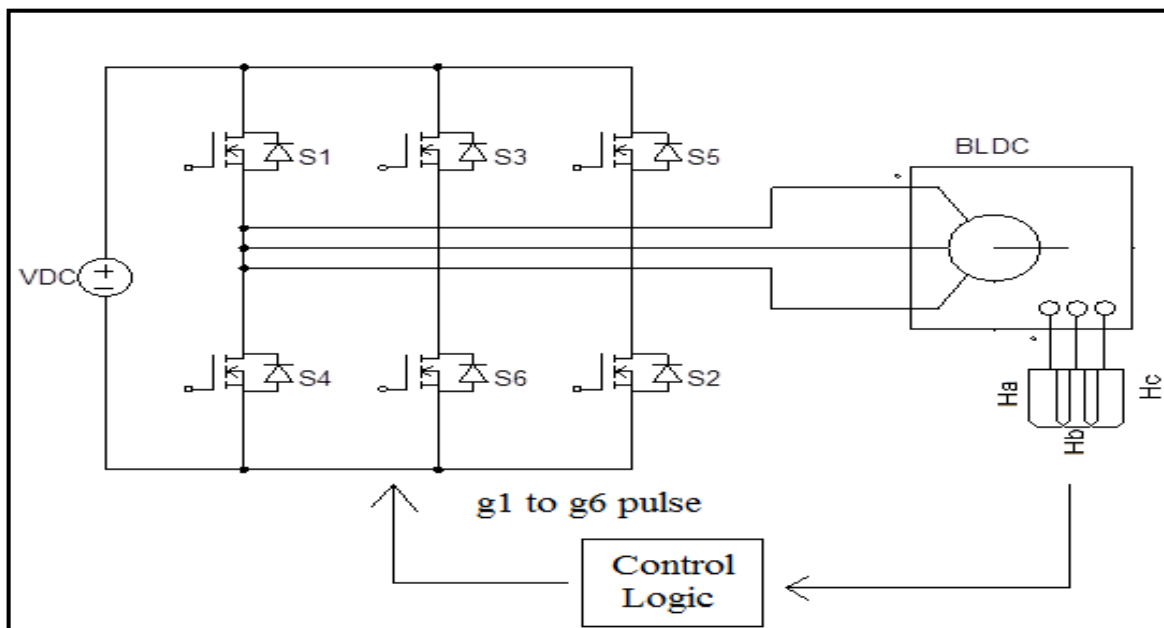 S1
S3
S5
BLDC
VDC
S4
S6
S2
Ha
Hb
Hc
g1 to g6 pulse
Control
Logic